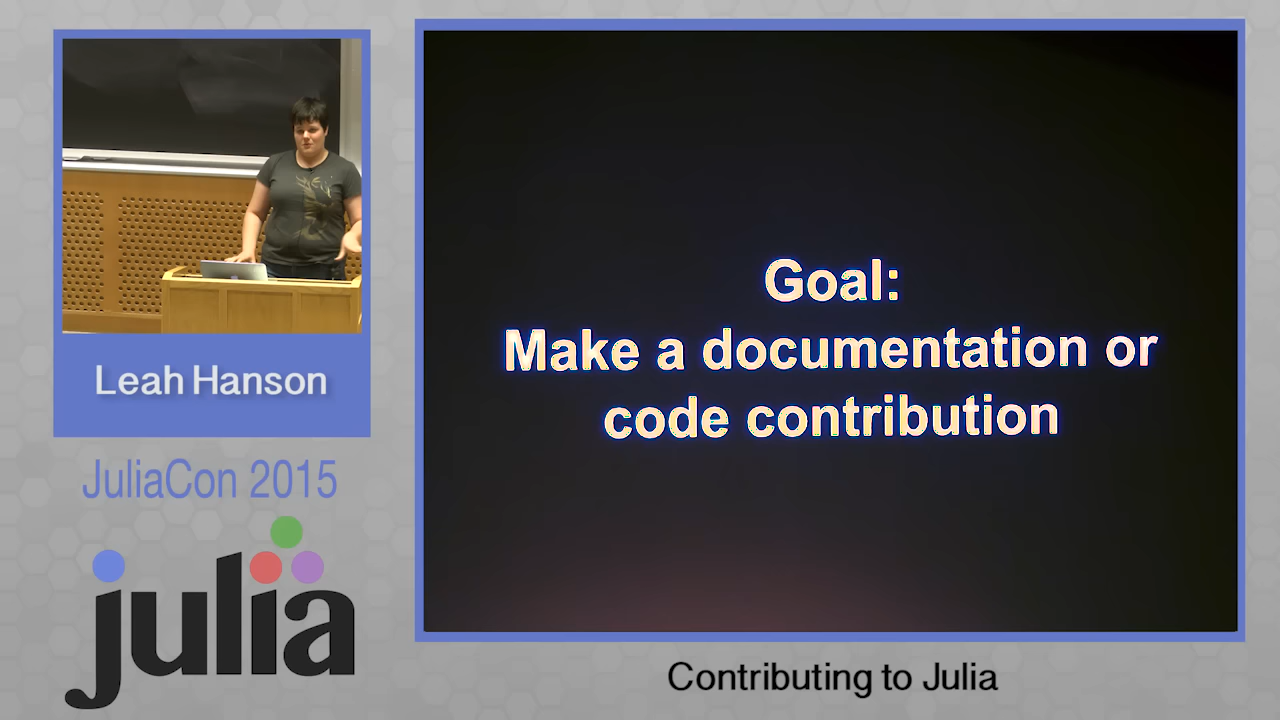 Leah Hanson
JuliaCon 2015
julia
Goal:
Make a documentation or
code contribution
Contributing to Julia